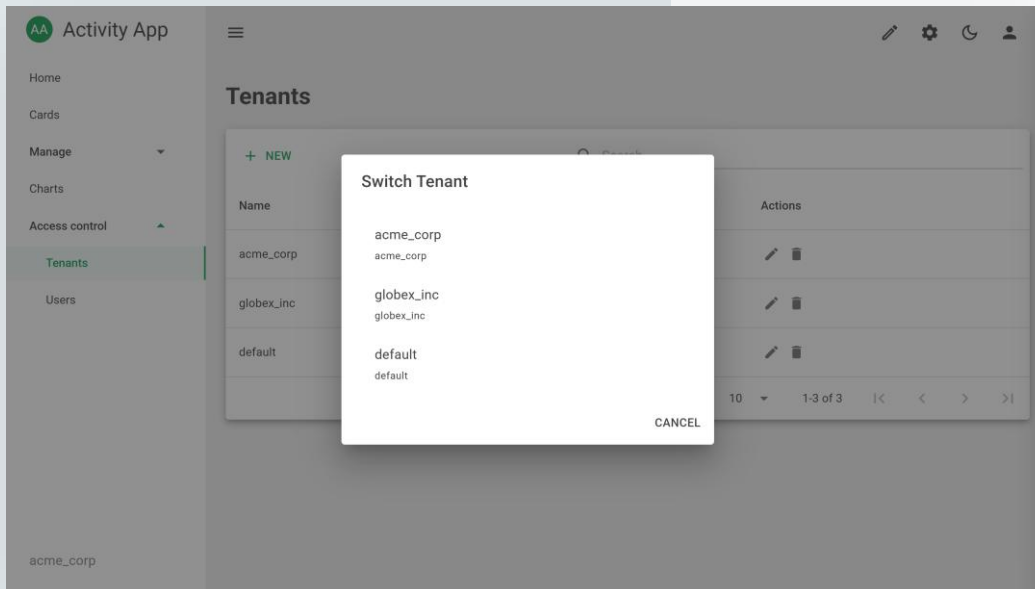 AA Activity App
Home
Cards
Manage
Charts
Access control
Tenants
Users
acme_corp
Tenants
+ NEW
Search
Name
Actions
acme_corp
globex_inc
default
10
1-3 of 3
Switch Tenant
acme_corp
acme_corp
globex_inc
globex_inc
default
default
CANCEL